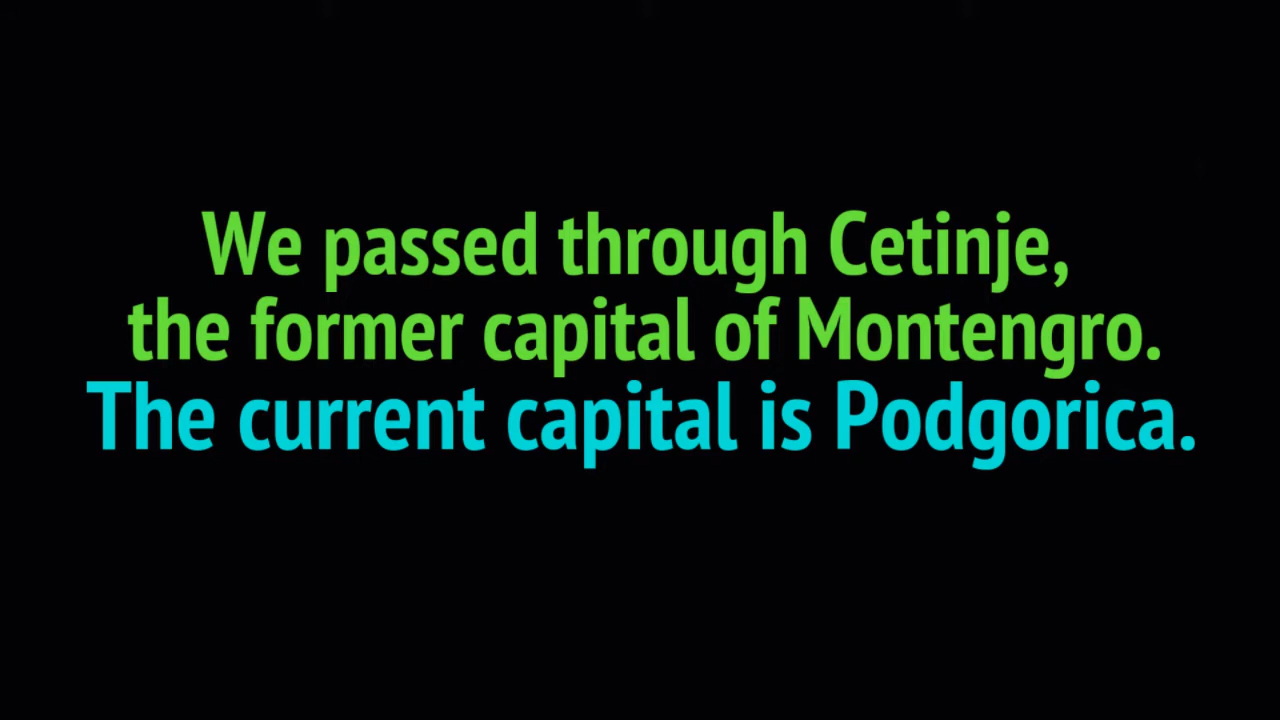 We passed through Cetinje,
the former capital of Montengro.
The current capital is Podgorica.